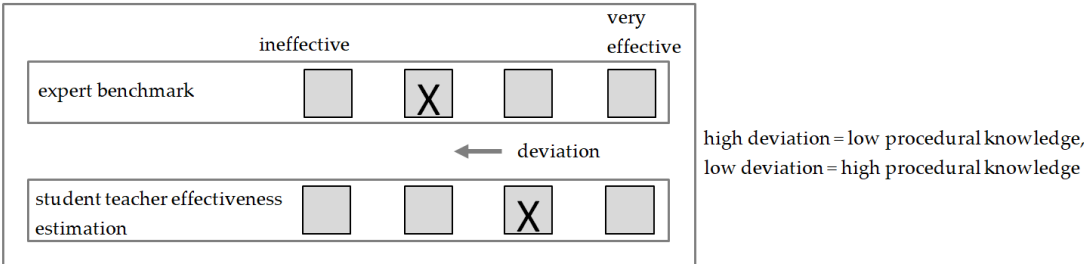 very
ineffective
effective
expert benchmark
X
deviation
high deviation = low procedural knowledge,
low deviation = high procedural knowledge
student teacher effectiveness
estimation
X